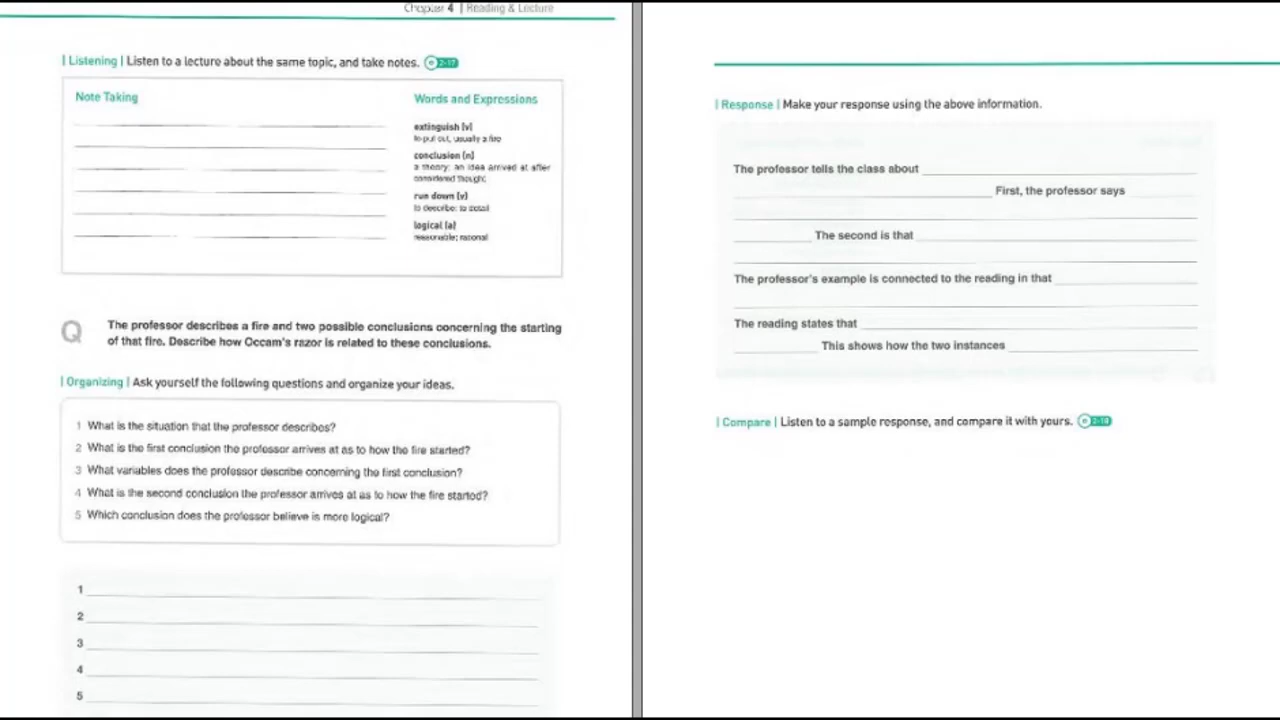 Chapter 4 | Reading & Lecture
| Listening | Listen to a lecture about the same topic, and take notes. 2-17
Note Taking
Words and Expressions
extinguish (v)
to put out, usually a fire
conclusion (n)
a theory; an idea arrived at after
considered thought
run down (v)
to describe; to detail
logical (a)
reasonable; rational
Q The professor describes a fire and two possible conclusions concerning the starting
of that fire. Describe how Occam's razor is related to these conclusions.
| Organizing | Ask yourself the following questions and organize your ideas.
1 What is the situation that the professor describes?
2 What is the first conclusion the professor arrives at as to how the fire started?
3 What variables does the professor describe concerning the first conclusion?
4 What is the second conclusion the professor arrives at as to how the fire started?
5 Which conclusion does the professor believe is more logical?
1
2
3
4
5
| Response | Make your response using the above information.
The professor tells the class about
First, the professor says
The second is that
The professor's example is connected to the reading in that
The reading states that
This shows how the two instances
| Compare | Listen to a sample response, and compare it with yours. 2-18